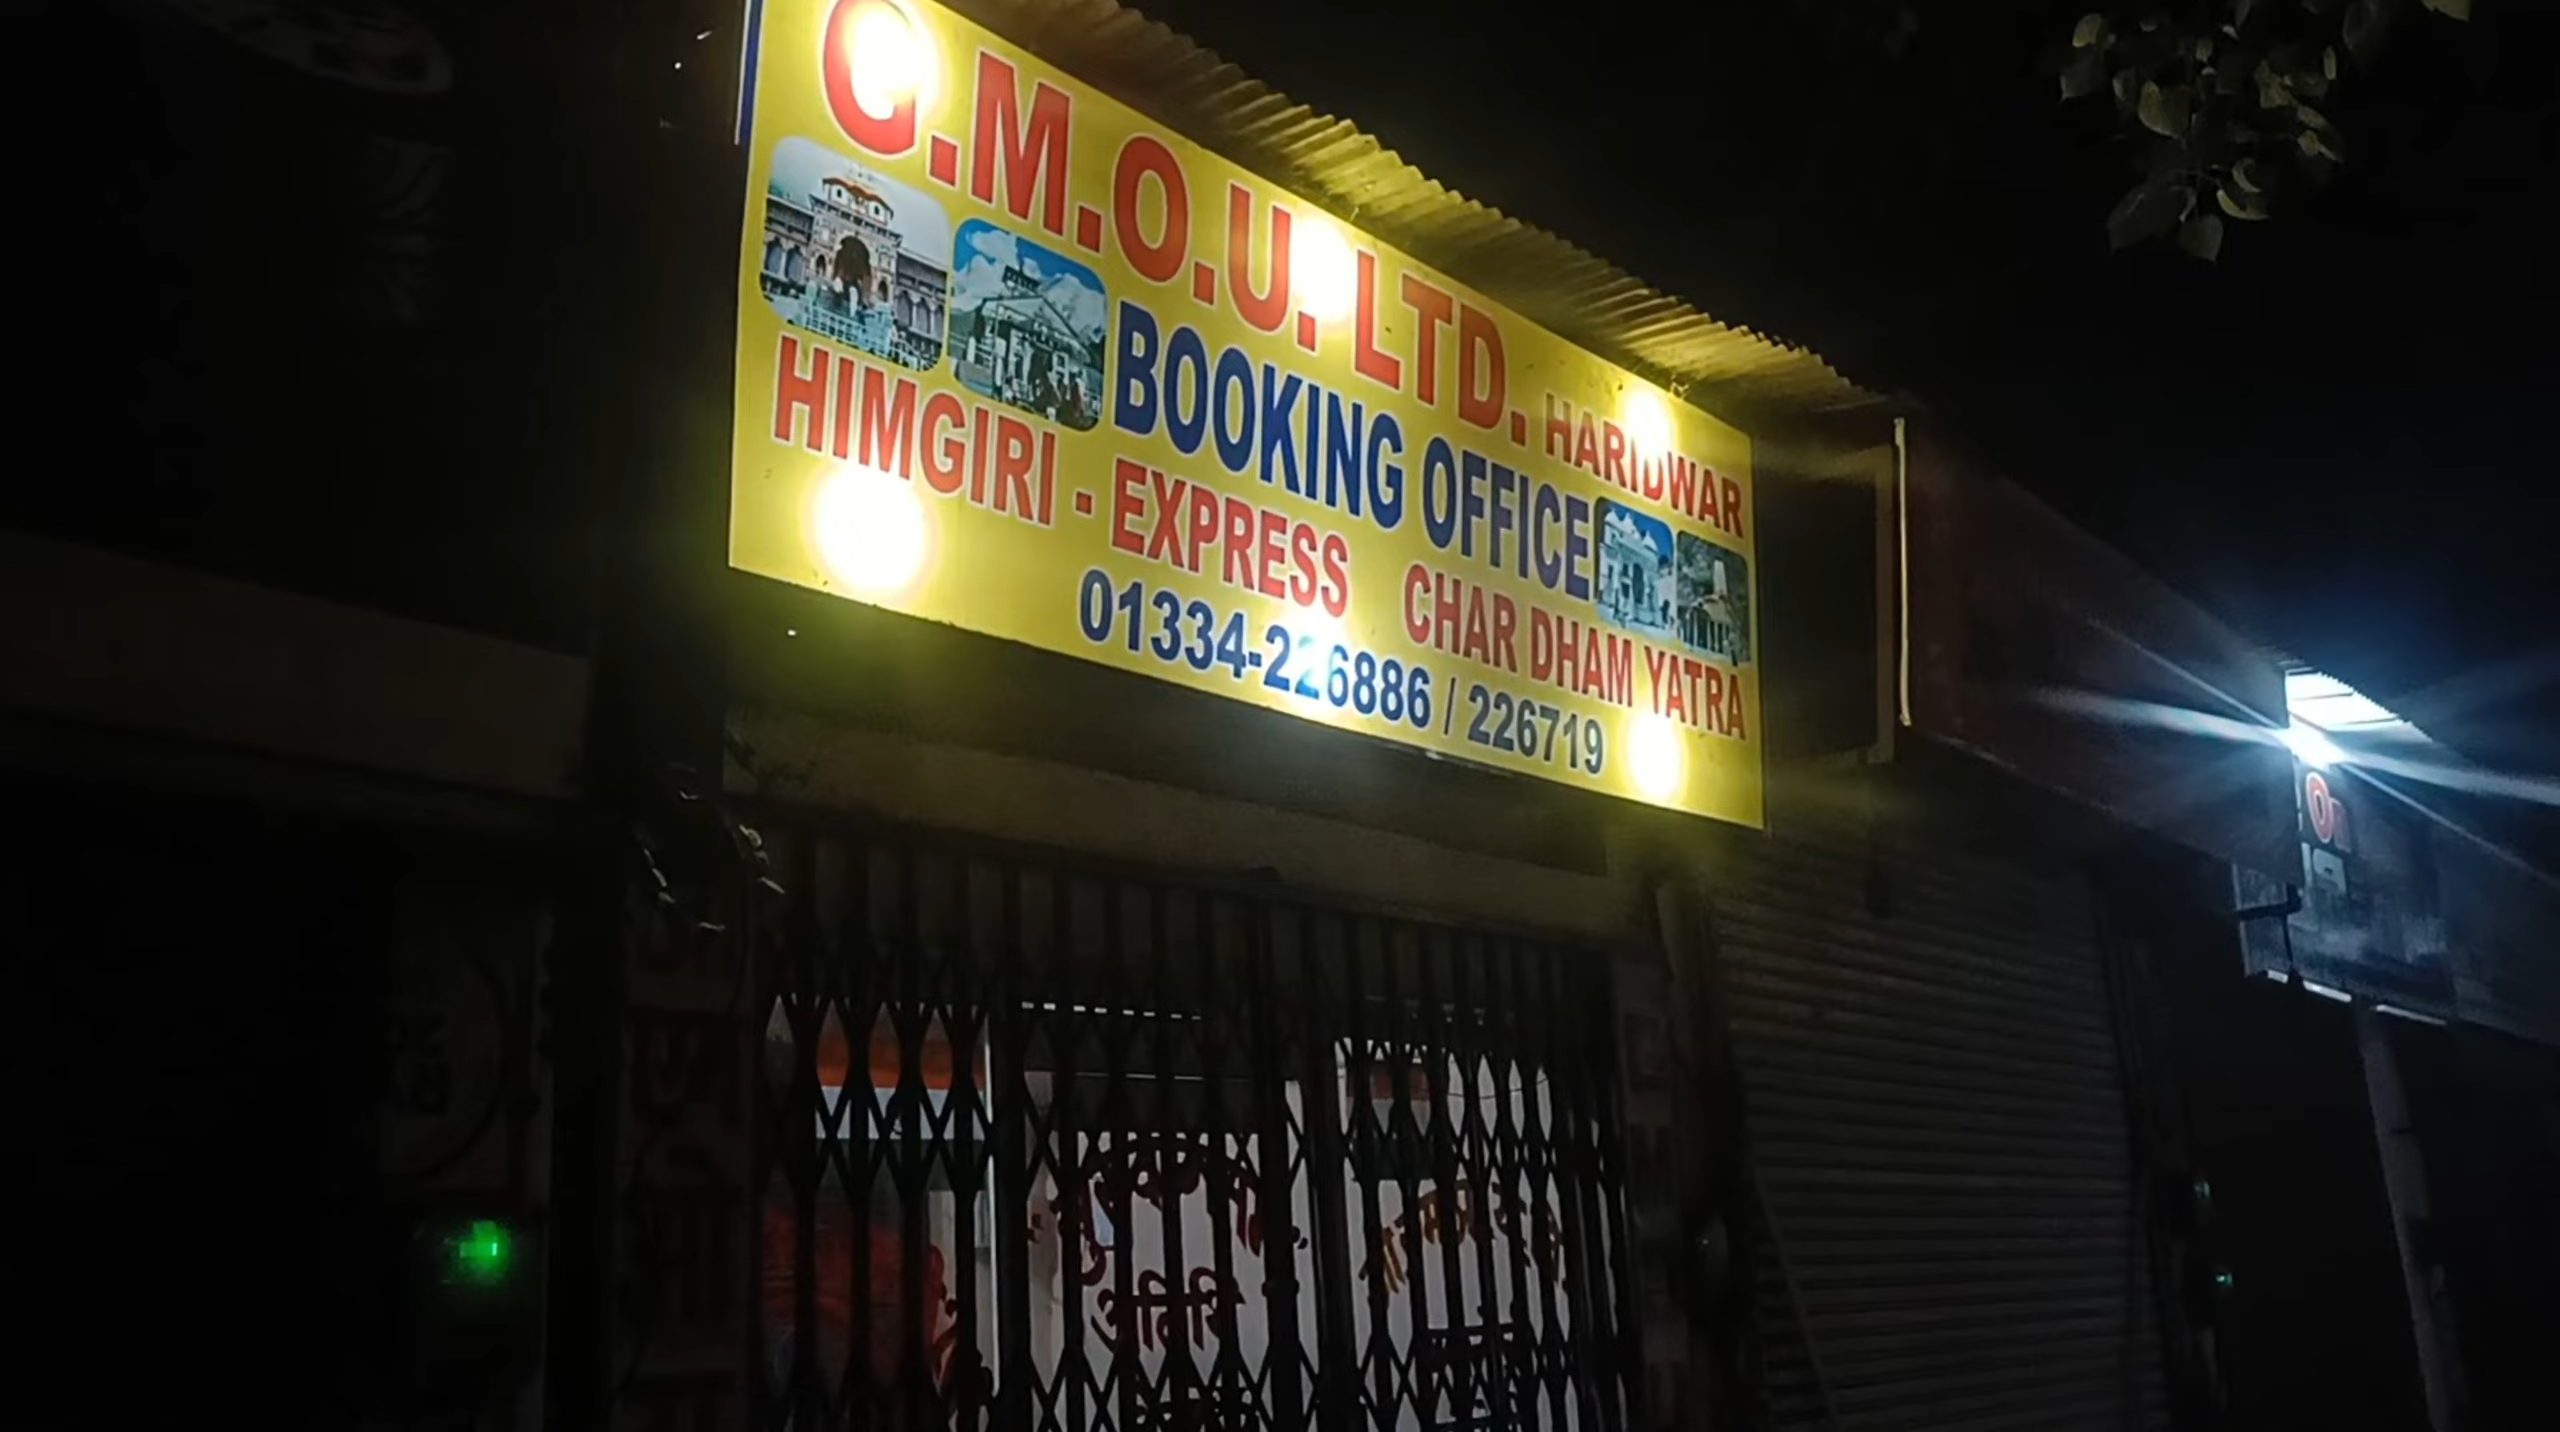 G.M.O.U. LTD. HARIDWAR
BOOKING OFFICE
HIMGIRI - EXPRESS CHAR DHAM YATRA
01334-226886 / 226719